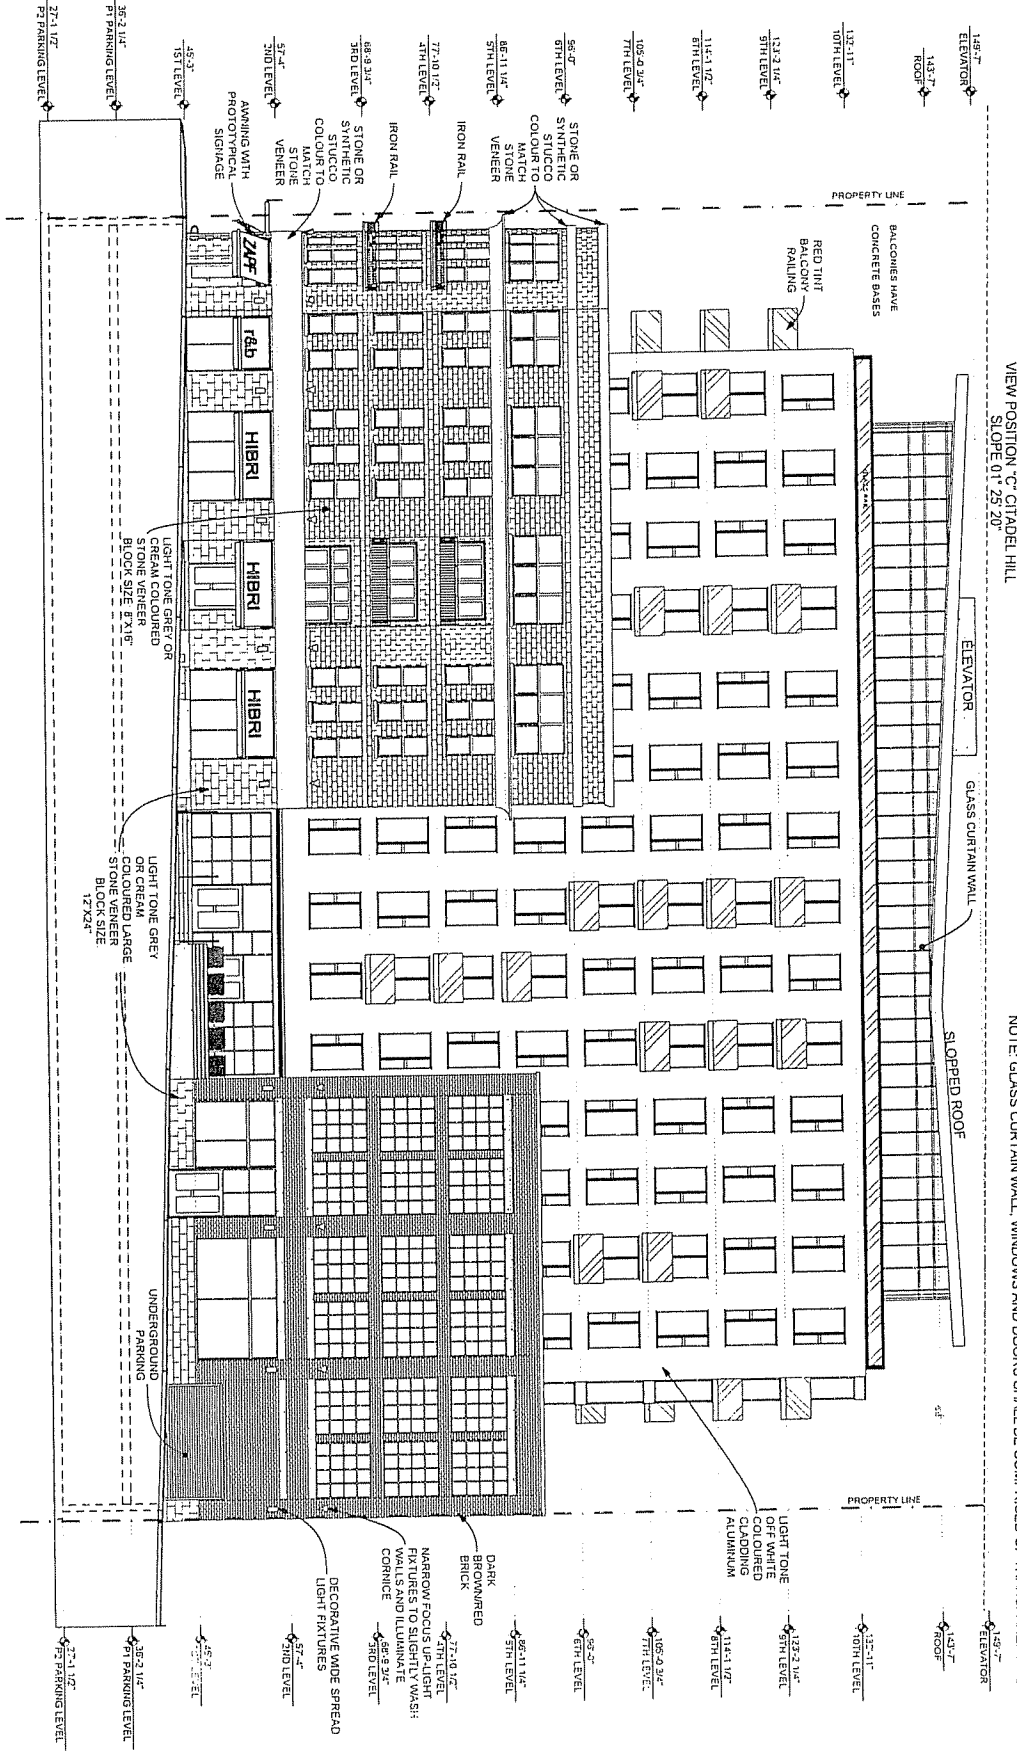 VIEW POSITION "C" CITADEL HILL
SLOPE 01° 25' 20"
149'-7"
ELEVATOR
143'-7"
ROOF
132'-11"
10TH LEVEL
123'-2 1/4"
9TH LEVEL
114'-1 1/2"
8TH LEVEL
105'-0 3/4"
7TH LEVEL
96'-0"
6TH LEVEL
86'-11 1/4"
5TH LEVEL
77'-10 1/2"
4TH LEVEL
68'-9 3/4"
3RD LEVEL
57'-4"
2ND LEVEL
45'-3"
1ST LEVEL
36'-2 1/4"
P1 PARKING LEVEL
27'-1 1/2"
P2 PARKING LEVEL
PROPERTY LINE
BALCONIES HAVE
CONCRETE BASES
RED TINT
BALCONY
RAILING
STONE OR
SYNTHETIC
STUCCO
COLOUR TO
MATCH
STONE
VENEER
IRON RAIL
IRON RAIL
STONE OR
SYNTHETIC
STUCCO
COLOUR TO
MATCH
STONE
VENEER
AWNING WITH
PROTOTYPICAL
SIGNAGE
ZAPF
r&b
HIBRI
HIBRI
HIBRI
LIGHT TONE GREY OR
CREAM COLOURED
STONE VENEER
BLOCK SIZE: 8"X16"
ELEVATOR
GLASS CURTAIN WALL
SLOPPED ROOF
LIGHT TONE GREY
OR CREAM
COLOURED LARGE
STONE VENEER
BLOCK SIZE:
12"X24"
UNDERGROUND
PARKING
PROPERTY LINE
LIGHT TONE
OFF WHITE
COLOURED
CLADDING
ALUMINUM
DARK
BROWN/RED
BRICK
NARROW FOCUS UP-LIGHT
FIXTURES TO SLIGHTLY WASH
WALLS AND ILLUMINATE
CORNICE
DECORATIVE WIDE SPREAD
LIGHT FIXTURES
149'-7"
ELEVATOR
143'-7"
ROOF
132'-11"
10TH LEVEL
123'-2 1/4"
9TH LEVEL
114'-1 1/2"
8TH LEVEL
105'-0 3/4"
7TH LEVEL
96'-0"
6TH LEVEL
86'-11 1/4"
5TH LEVEL
77'-10 1/2"
4TH LEVEL
68'-9 3/4"
3RD LEVEL
57'-4"
2ND LEVEL
45'-3"
LEVEL
36'-2 1/4"
P1 PARKING LEVEL
27'-1 1/2"
P2 PARKING LEVEL
NOTE: GLASS CURTAIN WALL, WINDOWS AND DOORS SHALL BE